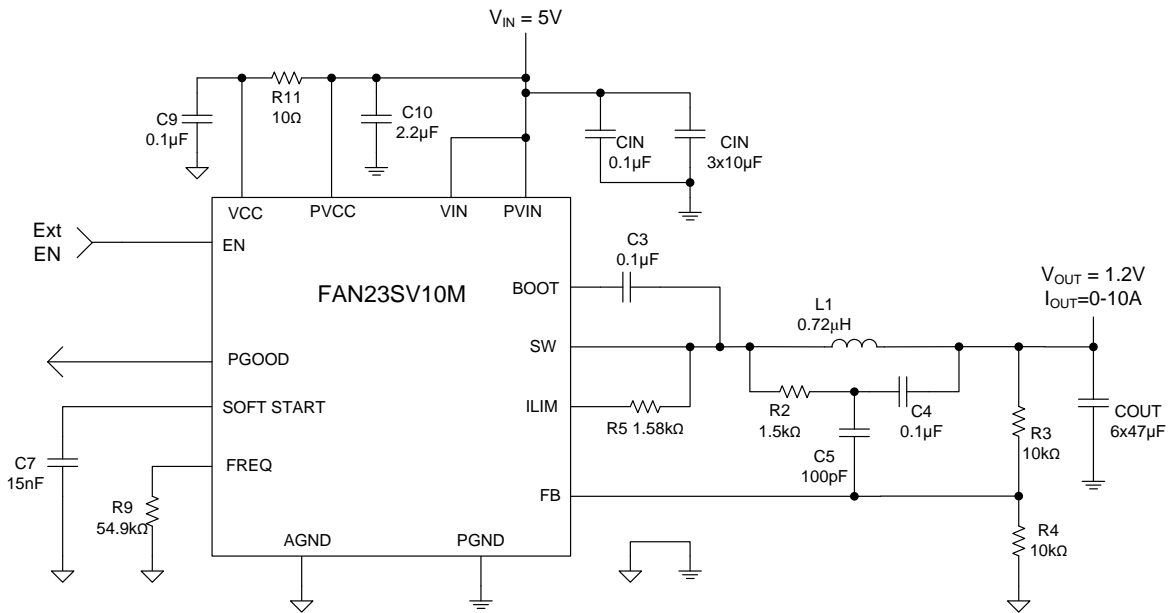 VIN = 5V
R11
10Ω
C9
0.1µF
C10
2.2µF
CIN
0.1µF
CIN
3x10µF
VCC
PVCC
VIN
PVIN
Ext
EN
EN
FAN23SV10M
BOOT
C3
0.1µF
VOUT = 1.2V
IOUT=0-10A
L1
0.72µH
SW
PGOOD
SOFT START
ILIM
R5 1.58kΩ
R2
1.5kΩ
C4
0.1µF
C5
100pF
R3
10kΩ
COUT
6x47µF
C7
15nF
FREQ
R9
54.9kΩ
FB
AGND
PGND
R4
10kΩ